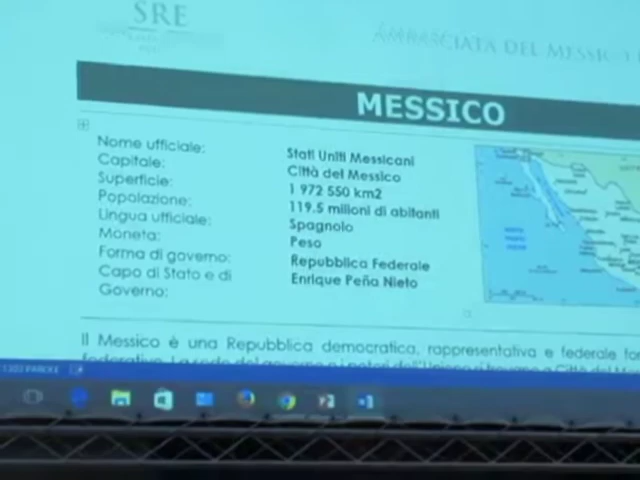 SRE
AMBASCIATA DEL MESSICO
MESSICO
Nome ufficiale: Stati Uniti Messicani
Capitale: Città del Messico
Superficie: 1 972 550 km2
Popolazione: 119.5 milioni di abitanti
Lingua ufficiale: Spagnolo
Moneta: Peso
Forma di governo: Repubblica Federale
Capo di Stato e di Governo: Enrique Peña Nieto
Il Messico è una Repubblica democratica, rappresentativa e federale